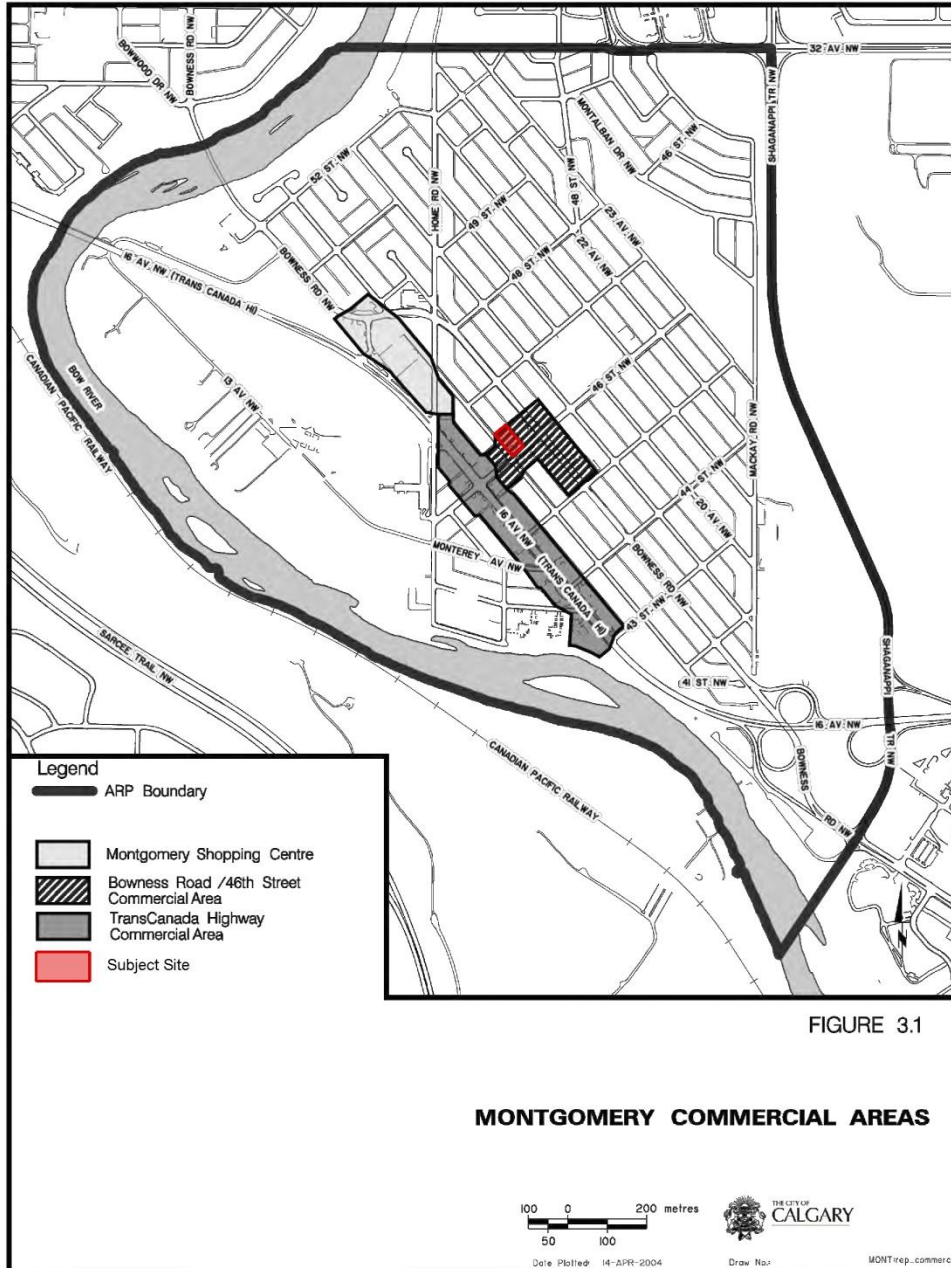 BOWWOOD DR NW
BOWNESS RD NW
32 AV NW
SHAGANAPPI TR NW
MONTALBAN DR NW
46 ST NW
52 ST NW
HOME RD NW
49 ST NW
48 ST NW
23 AV NW
22 AV NW
48 ST NW
BOWNESS RD NW
16 AV NW (TRANS CANADA HI)
13 AV NW
BOW RIVER
CANADIAN PACIFIC RAILWAY
46 ST NW
MACKAY RD NW
44 ST NW
20 AV NW
16 AV NW (TRANS CANADA HI)
MONTEREY AV NW
BOWNESS RD NW
43 ST NW
SARCEE TRAIL NW
41 ST NW
16 AV NW
SHAGANAPPI TR NW
BOWNESS RD NW
CANADIAN PACIFIC RAILWAY
N
Legend
ARP Boundary
Montgomery Shopping Centre
Bowness Road /46th Street
Commercial Area
TransCanada Highway
Commercial Area
Subject Site
FIGURE 3.1
MONTGOMERY COMMERCIAL AREAS
100 0 200 metres
50 100
THE CITY OF
CALGARY
Date Plotted: 14-APR-2004
Draw No.: